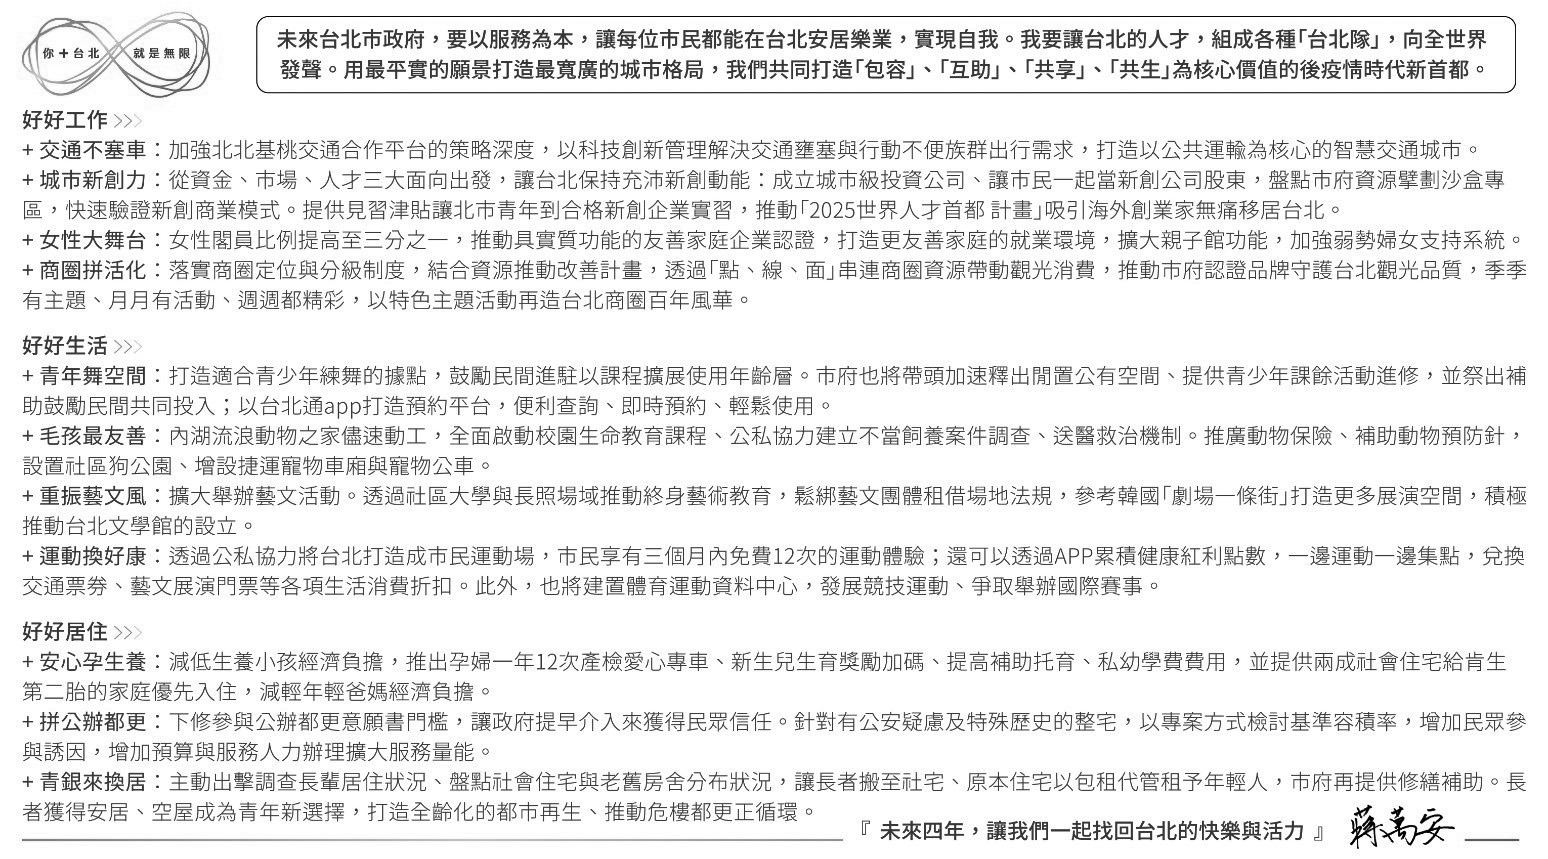 你＋台北 就是無限
未來台北市政府，要以服務為本，讓每位市民都能在台北安居樂業，實現自我。我要讓台北的人才，組成各種「台北隊」，向全世界
發聲。用最平實的願景打造最寬廣的城市格局，我們共同打造「包容」、「互助」、「共享」、「共生」為核心價值的後疫情時代新首都。
好好工作 >>>
+ 交通不塞車：加強北北基桃交通合作平台的策略深度，以科技創新管理解決交通壅塞與行動不便族群出行需求，打造以公共運輸為核心的智慧交通城市。
+ 城市新創力：從資金、市場、人才三大面向出發，讓台北保持充沛新創動能：成立城市級投資公司、讓市民一起當新創公司股東，盤點市府資源擘劃沙盒專
區，快速驗證新創商業模式。提供見習津貼讓北市青年到合格新創企業實習，推動「2025世界人才首都 計畫」吸引海外創業家無痛移居台北。
+ 女性大舞台：女性閣員比例提高至三分之一，推動具實質功能的友善家庭企業認證，打造更友善家庭的就業環境，擴大親子館功能，加強弱勢婦女支持系統。
+ 商圈拼活化：落實商圈定位與分級制度，結合資源推動改善計畫，透過「點、線、面」串連商圈資源帶動觀光消費，推動市府認證品牌守護台北觀光品質，季季
有主題、月月有活動、週週都精彩，以特色主題活動再造台北商圈百年風華。
好好生活 >>>
+ 青年舞空間：打造適合青少年練舞的據點，鼓勵民間進駐以課程擴展使用年齡層。市府也將帶頭加速釋出閒置公有空間、提供青少年課餘活動進修，並祭出補
助鼓勵民間共同投入；以台北通app打造預約平台，便利查詢、即時預約、輕鬆使用。
+ 毛孩最友善：內湖流浪動物之家儘速動工，全面啟動校園生命教育課程、公私協力建立不當飼養案件調查、送醫救治機制。推廣動物保險、補助動物預防針，
設置社區狗公園、增設捷運寵物車廂與寵物公車。
+ 重振藝文風：擴大舉辦藝文活動。透過社區大學與長照場域推動終身藝術教育，鬆綁藝文團體租借場地法規，參考韓國「劇場一條街」打造更多展演空間，積極
推動台北文學館的設立。
+ 運動換好康：透過公私協力將台北打造成市民運動場，市民享有三個月內免費12次的運動體驗；還可以透過APP累積健康紅利點數，一邊運動一邊集點，兌換
交通票券、藝文展演門票等各項生活消費折扣。此外，也將建置體育運動資料中心，發展競技運動、爭取舉辦國際賽事。
好好居住 >>>
+ 安心孕生養：減低生養小孩經濟負擔，推出孕婦一年12次產檢愛心專車、新生兒生育獎勵加碼、提高補助托育、私幼學費費用，並提供兩成社會住宅給肯生
第二胎的家庭優先入住，減輕年輕爸媽經濟負擔。
+ 拼公辦都更：下修參與公辦都更意願書門檻，讓政府提早介入來獲得民眾信任。針對有公安疑慮及特殊歷史的整宅，以專案方式檢討基準容積率，增加民眾參
與誘因，增加預算與服務人力辦理擴大服務量能。
+ 青銀來換居：主動出擊調查長輩居住狀況、盤點社會住宅與老舊房舍分布狀況，讓長者搬至社宅、原本住宅以包租代管租予年輕人，市府再提供修繕補助。長
者獲得安居、空屋成為青年新選擇，打造全齡化的都市再生、推動危樓都更正循環。
『 未來四年，讓我們一起找回台北的快樂與活力 』 蔣萬安